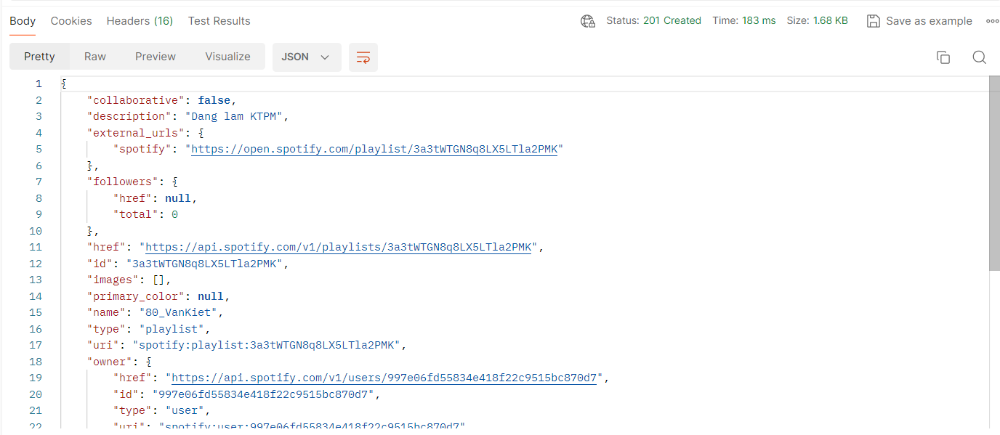 Body Cookies Headers (16) Test Results Status: 201 Created Time: 183 ms Size: 1.68 KB Save as example
Pretty Raw Preview Visualize JSON
1 {
2 "collaborative": false,
3 "description": "Dang lam KTPM",
4 "external_urls": {
5 "spotify": "https://open.spotify.com/playlist/3a3tWTGN8q8LX5LTla2PMK"
6 },
7 "followers": {
8 "href": null,
9 "total": 0
10 },
11 "href": "https://api.spotify.com/v1/playlists/3a3tWTGN8q8LX5LTla2PMK",
12 "id": "3a3tWTGN8q8LX5LTla2PMK",
13 "images": [],
14 "primary_color": null,
15 "name": "80_VanKiet",
16 "type": "playlist",
17 "uri": "spotify:playlist:3a3tWTGN8q8LX5LTla2PMK",
18 "owner": {
19 "href": "https://api.spotify.com/v1/users/997e06fd55834e418f22c9515bc870d7",
20 "id": "997e06fd55834e418f22c9515bc870d7",
21 "type": "user",
22 "uri": "spotify:user:997e06fd55834e418f22c9515bc870d7"